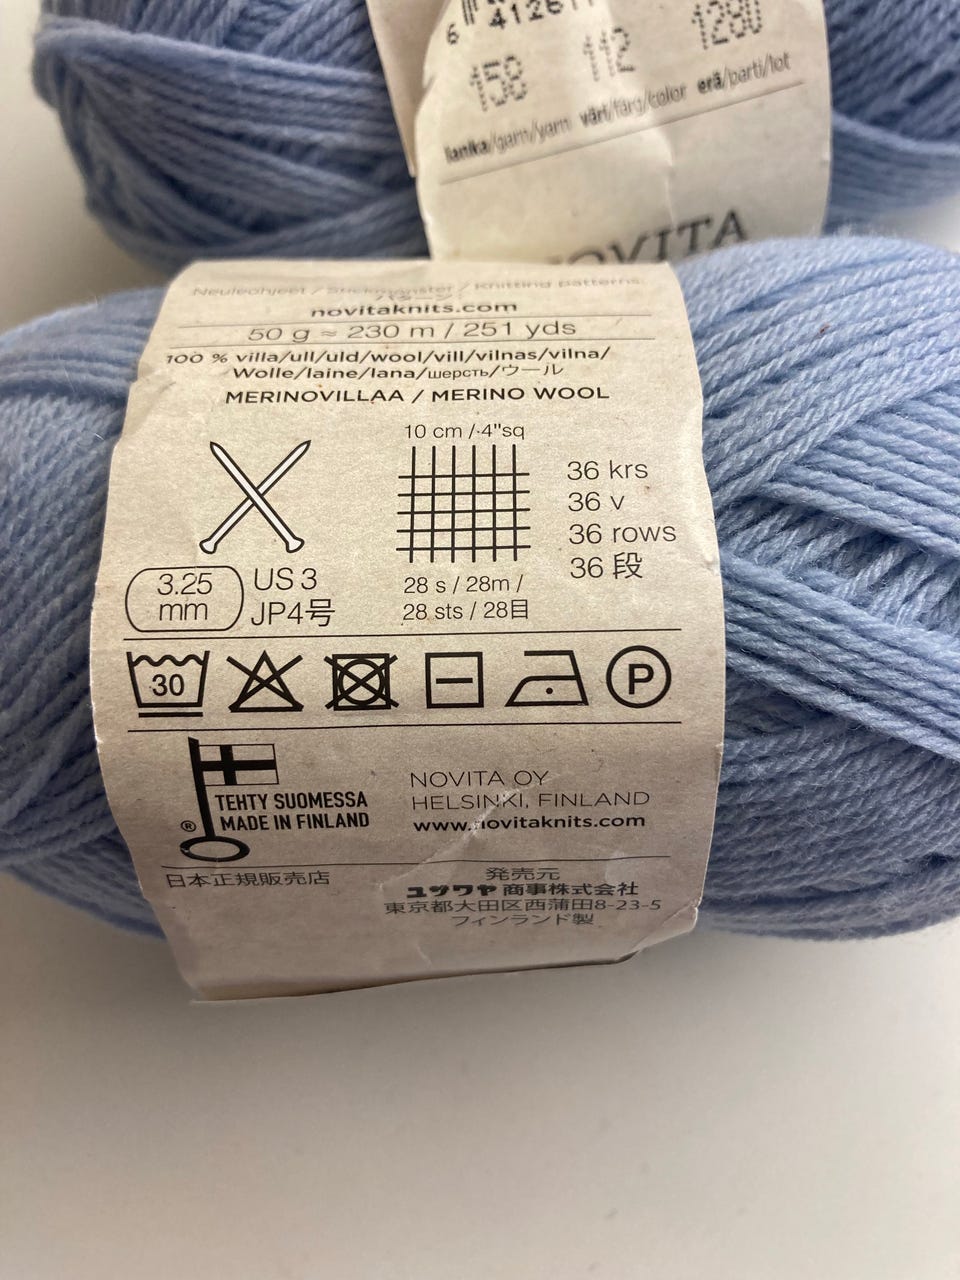 158 112 1280
lanka/garn/yarn väri/färg/color erä/parti/lot
NOVITA
Neuleohjeet / Stickmönster / Knitting patterns
パターン:
novitaknits.com
50 g ≈ 230 m / 251 yds
100 % villa/ull/uld/wool/vill/vilnas/vilna/
Wolle/laine/lana/шерсть/ウール
MERINOVILLAA / MERINO WOOL
10 cm / 4"sq
36 krs
36 v
36 rows
36 段
3.25
mm
US 3
JP4号
28 s / 28m /
28 sts / 28目
30
P
TEHTY SUOMESSA
MADE IN FINLAND
®
NOVITA OY
HELSINKI, FINLAND
www.novitaknits.com
日本正規販売店
発売元
ユザワヤ 商事株式会社
東京都大田区西蒲田8-23-5
フィンランド製